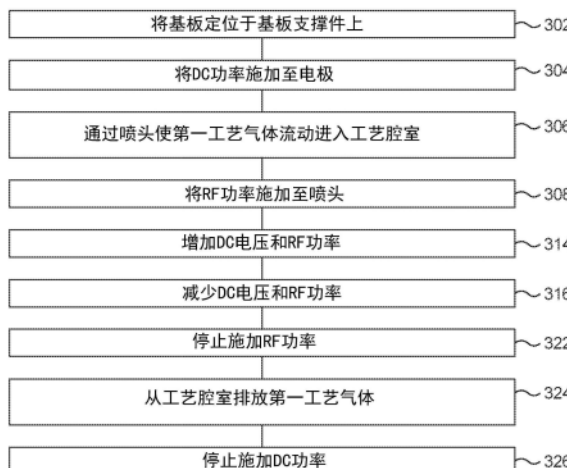 将基板定位于基板支撑件上 302
将DC功率施加至电极 304
通过喷头使第一工艺气体流动进入工艺腔室 306
将RF功率施加至喷头 308
增加DC电压和RF功率 314
减少DC电压和RF功率 316
停止施加RF功率 322
从工艺腔室排放第一工艺气体 324
停止施加DC功率 326